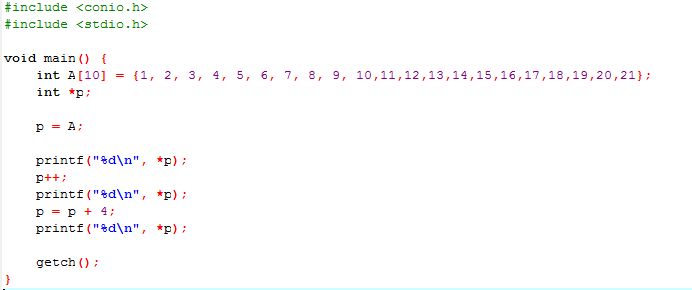 #include <conio.h>
#include <stdio.h>
void main() {
int A[10] = {1, 2, 3, 4, 5, 6, 7, 8, 9, 10,11,12,13,14,15,16,17,18,19,20,21};
int *p;
p = A;
printf("%d\n", *p);
p++;
printf("%d\n", *p);
p = p + 4;
printf("%d\n", *p);
getch();
}